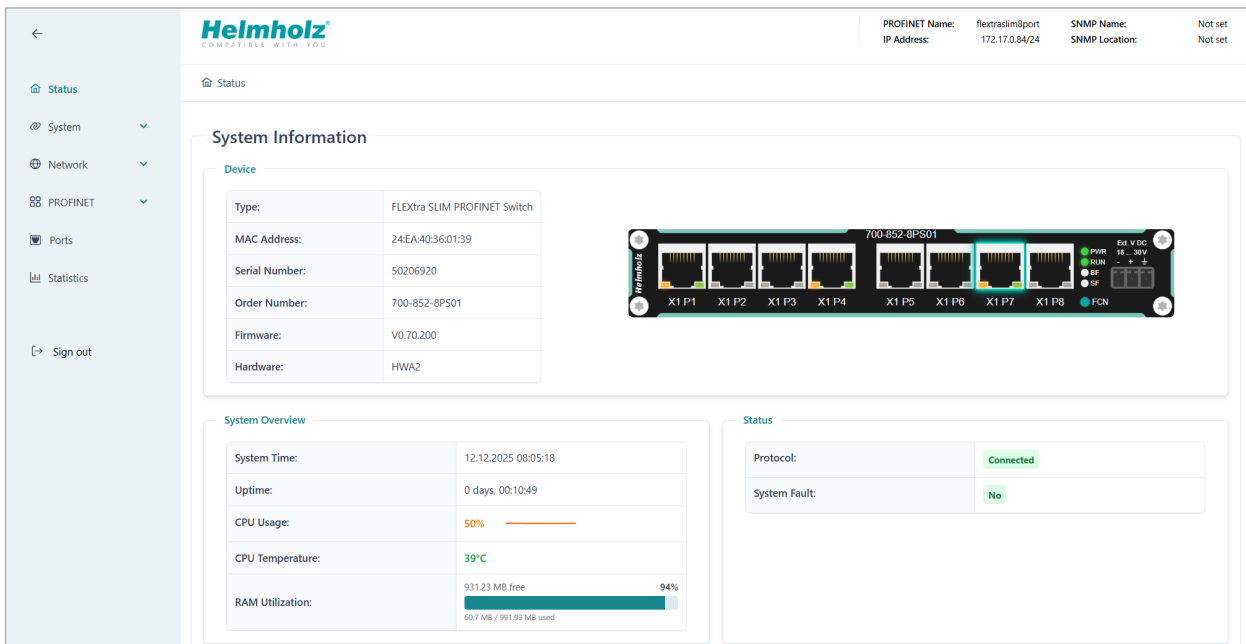 Helmholz®
COMPATIBLE WITH YOU
PROFINET Name: flextraslim8port SNMP Name: Not set
IP Address: 172.17.0.84/24 SNMP Location: Not set
Status
System
Network
PROFINET
Ports
Statistics
Sign out
Status
System Information
Device
Type: FLEXtra SLIM PROFINET Switch
MAC Address: 24:EA:40:36:01:39
Serial Number: 50206920
Order Number: 700-852-8PS01
Firmware: V0.70.200
Hardware: HWA2
700-852-8PS01
Helmholz
Ext. V DC
PWR 18 ... 30V
RUN - +
BF
SF
X1 P1 X1 P2 X1 P3 X1 P4 X1 P5 X1 P6 X1 P7 X1 P8 FCN
System Overview
System Time: 12.12.2025 08:05:18
Uptime: 0 days, 00:10:49
CPU Usage: 50%
CPU Temperature: 39°C
RAM Utilization:
931.23 MB free 94%
60.7 MB / 991.93 MB used
Status
Protocol: Connected
System Fault: No